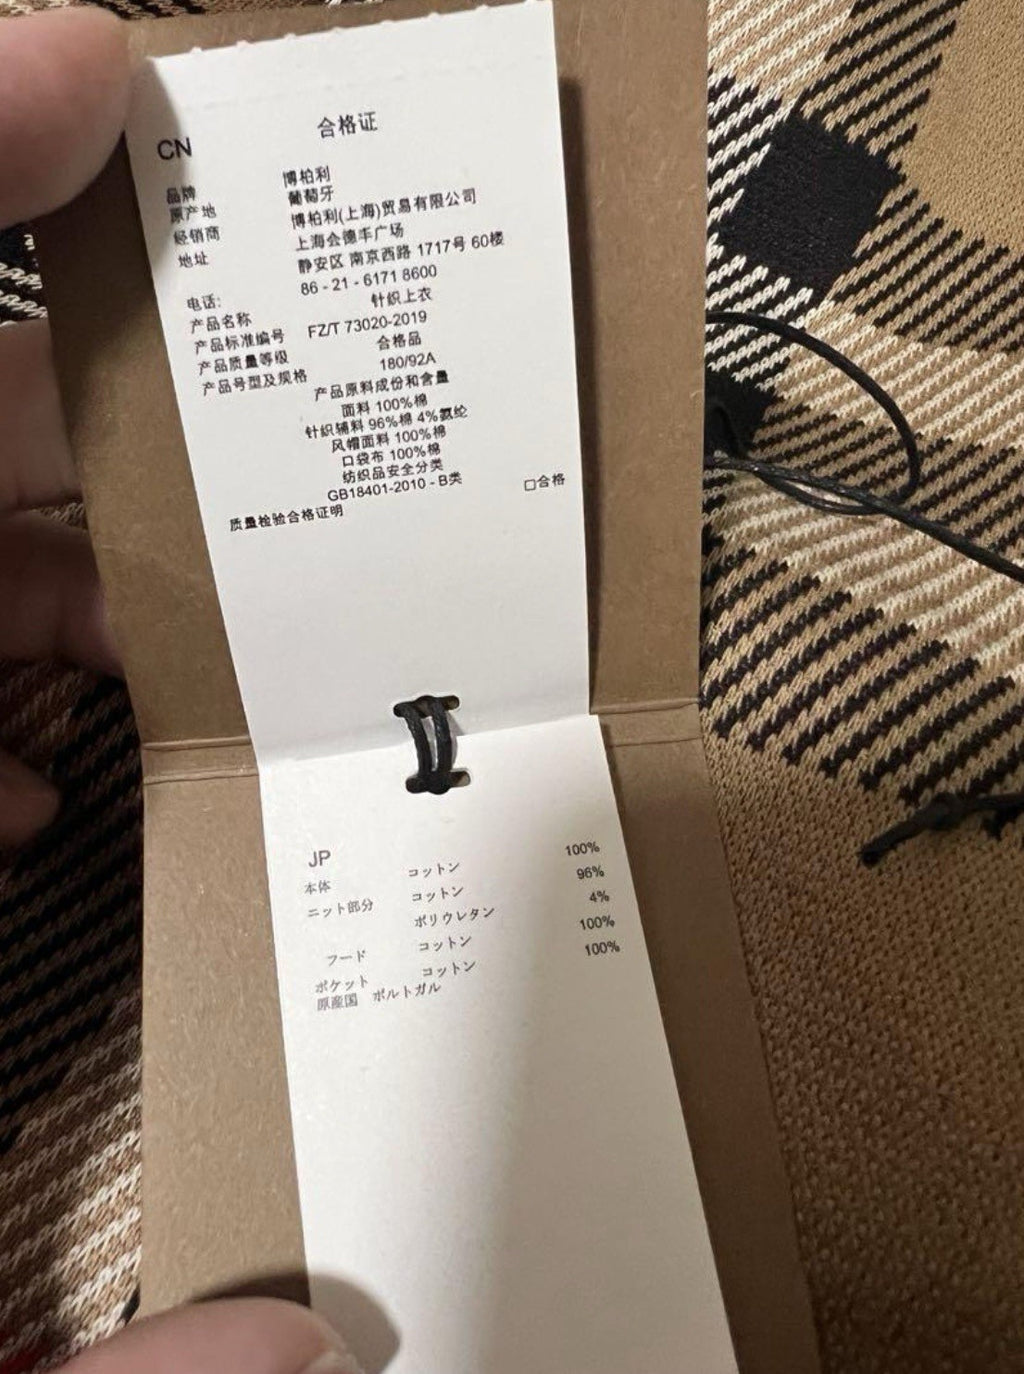 CN
合格证
品牌 博柏利
原产地 葡萄牙
经销商 博柏利(上海)贸易有限公司
地址 上海会德丰广场
静安区 南京西路 1717号 60楼
电话: 86 - 21 - 6171 8600
产品名称 针织上衣
产品标准编号 FZ/T 73020-2019
产品质量等级 合格品
产品号型及规格 180/92A
产品原料成份和含量
面料 100%棉
针织辅料 96%棉 4%氨纶
风帽面料 100%棉
口袋布 100%棉
纺织品安全分类
GB18401-2010 - B类
质量检验合格证明 □合格
JP
本体 コットン 100%
ニット部分 コットン 96%
ポリウレタン 4%
フード コットン 100%
ポケット コットン 100%
原産国 ポルトガル